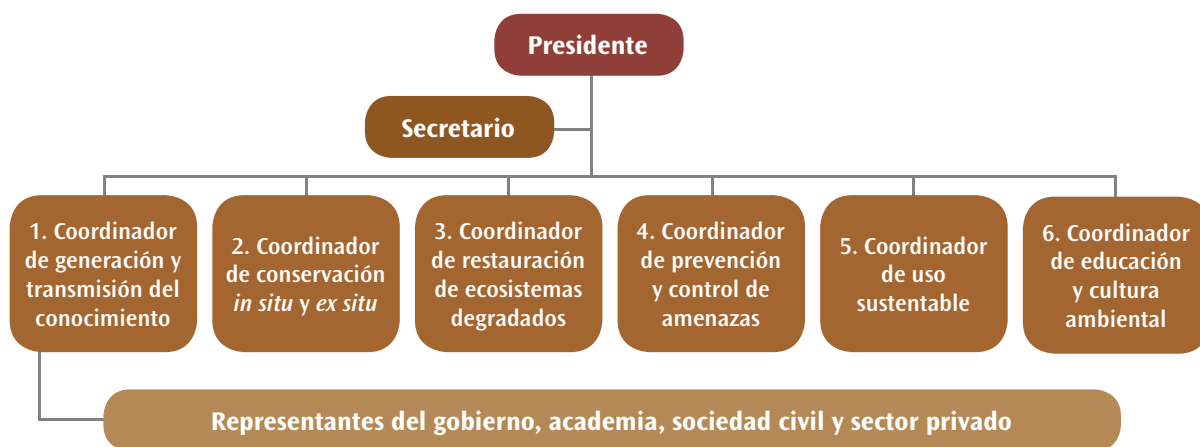 Presidente
Secretario
1. Coordinador
de generación y
transmisión del
conocimiento
2. Coordinador
de conservación
in situ y ex situ
3. Coordinador
de restauración
de ecosistemas
degradados
4. Coordinador
de prevención
y control de
amenazas
5. Coordinador
de uso
sustentable
6. Coordinador
de educación
y cultura
ambiental
Representantes del gobierno, academia, sociedad civil y sector privado